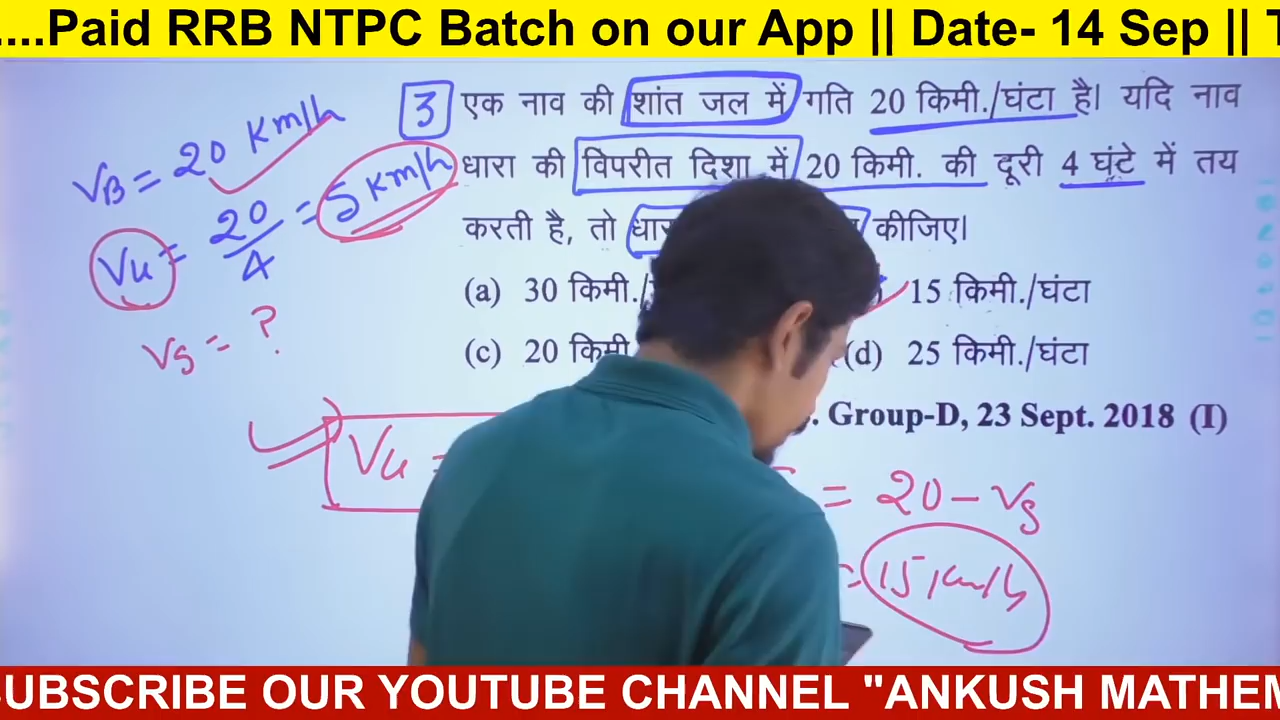 ....Paid RRB NTPC Batch on our App || Date- 14 Sep ||
3 एक नाव की शांत जल में गति 20 किमी./घंटा है। यदि नाव
धारा की विपरीत दिशा में 20 किमी. की दूरी 4 घंटे में तय
करती है, तो कीजिए।
(a) 30 किमी./
15 किमी./घंटा
(c) 20 किमी
(d) 25 किमी./घंटा
Group-D, 23 Sept. 2018 (I)
VB = 20 Km/h
Vu = 20/4 = 5 Km/h
Vs = ?
Vu =
= 20 - Vs
= 15 Km/h
SUBSCRIBE OUR YOUTUBE CHANNEL "ANKUSH